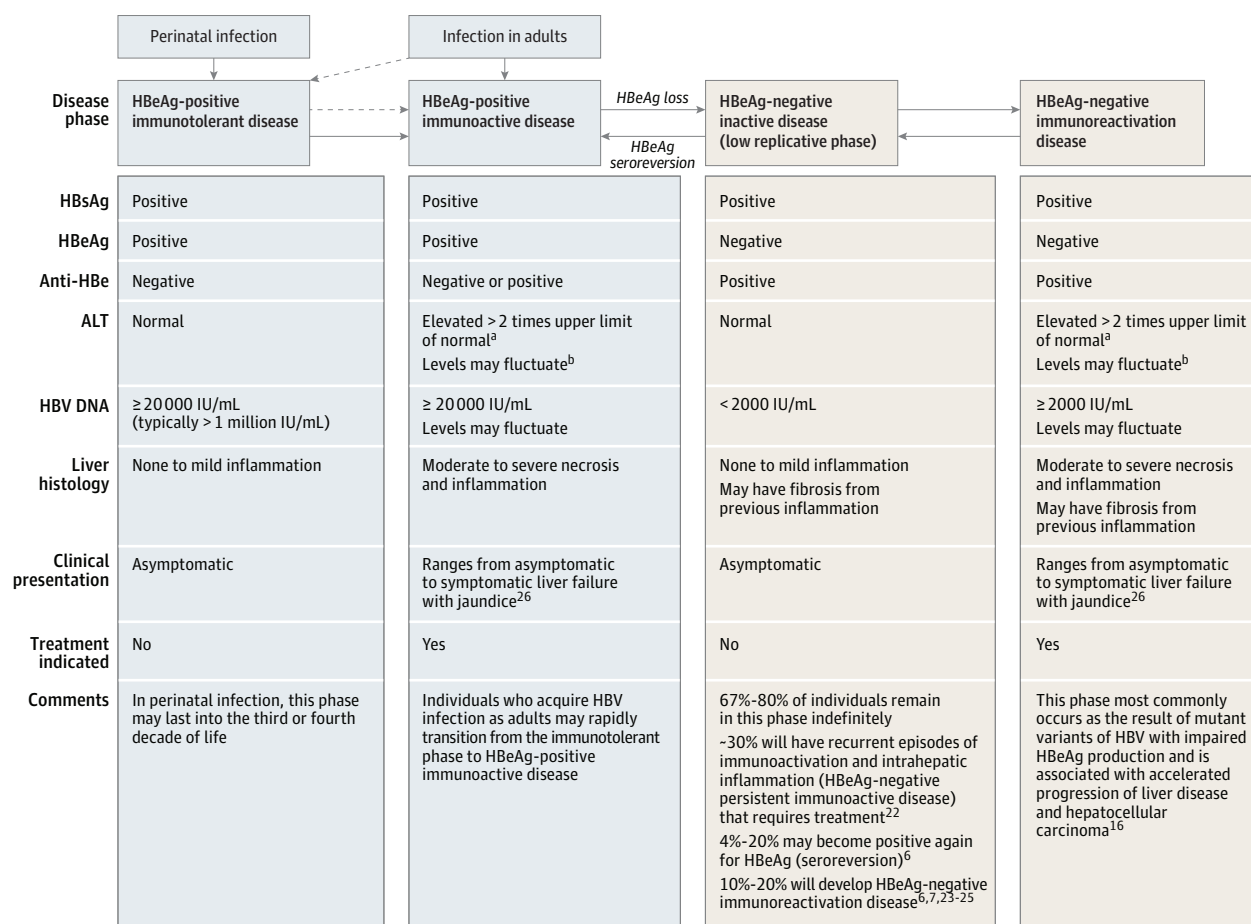 Perinatal infection
Infection in adults
Disease
phase
HBeAg-positive
immunotolerant disease
HBeAg-positive
immunoactive disease
HBeAg loss
HBeAg
seroreversion
HBeAg-negative
inactive disease
(low replicative phase)
HBeAg-negative
immunoreactivation
disease
HBsAg
Positive
Positive
Positive
Positive
HBeAg
Positive
Positive
Negative
Negative
Anti-HBe
Negative
Negative or positive
Positive
Positive
ALT
Normal
Elevated >2 times upper limit
of normalᵃ
Levels may fluctuateᵇ
Normal
Elevated >2 times upper limit
of normalᵃ
Levels may fluctuateᵇ
HBV DNA
≥20 000 IU/mL
(typically >1 million IU/mL)
≥ 20 000 IU/mL
Levels may fluctuate
<2000 IU/mL
≥2000 IU/mL
Levels may fluctuate
Liver
histology
None to mild inflammation
Moderate to severe necrosis
and inflammation
None to mild inflammation
May have fibrosis from
previous inflammation
Moderate to severe necrosis
and inflammation
May have fibrosis from
previous inflammation
Clinical
presentation
Asymptomatic
Ranges from asymptomatic
to symptomatic liver failure
with jaundice²⁶
Asymptomatic
Ranges from asymptomatic
to symptomatic liver failure
with jaundice²⁶
Treatment
indicated
No
Yes
No
Yes
Comments
In perinatal infection, this phase
may last into the third or fourth
decade of life
Individuals who acquire HBV
infection as adults may rapidly
transition from the immunotolerant
phase to HBeAg-positive
immunoactive disease
67%-80% of individuals remain
in this phase indefinitely
~30% will have recurrent episodes of
immunoactivation and intrahepatic
inflammation (HBeAg-negative
persistent immunoactive disease)
that requires treatment²²
4%-20% may become positive again
for HBeAg (seroreversion)⁶
10%-20% will develop HBeAg-negative
immunoreactivation disease⁶,⁷,²³-²⁵
This phase most commonly
occurs as the result of mutant
variants of HBV with impaired
HBeAg production and is
associated with accelerated
progression of liver disease
and hepatocellular
carcinoma¹⁶